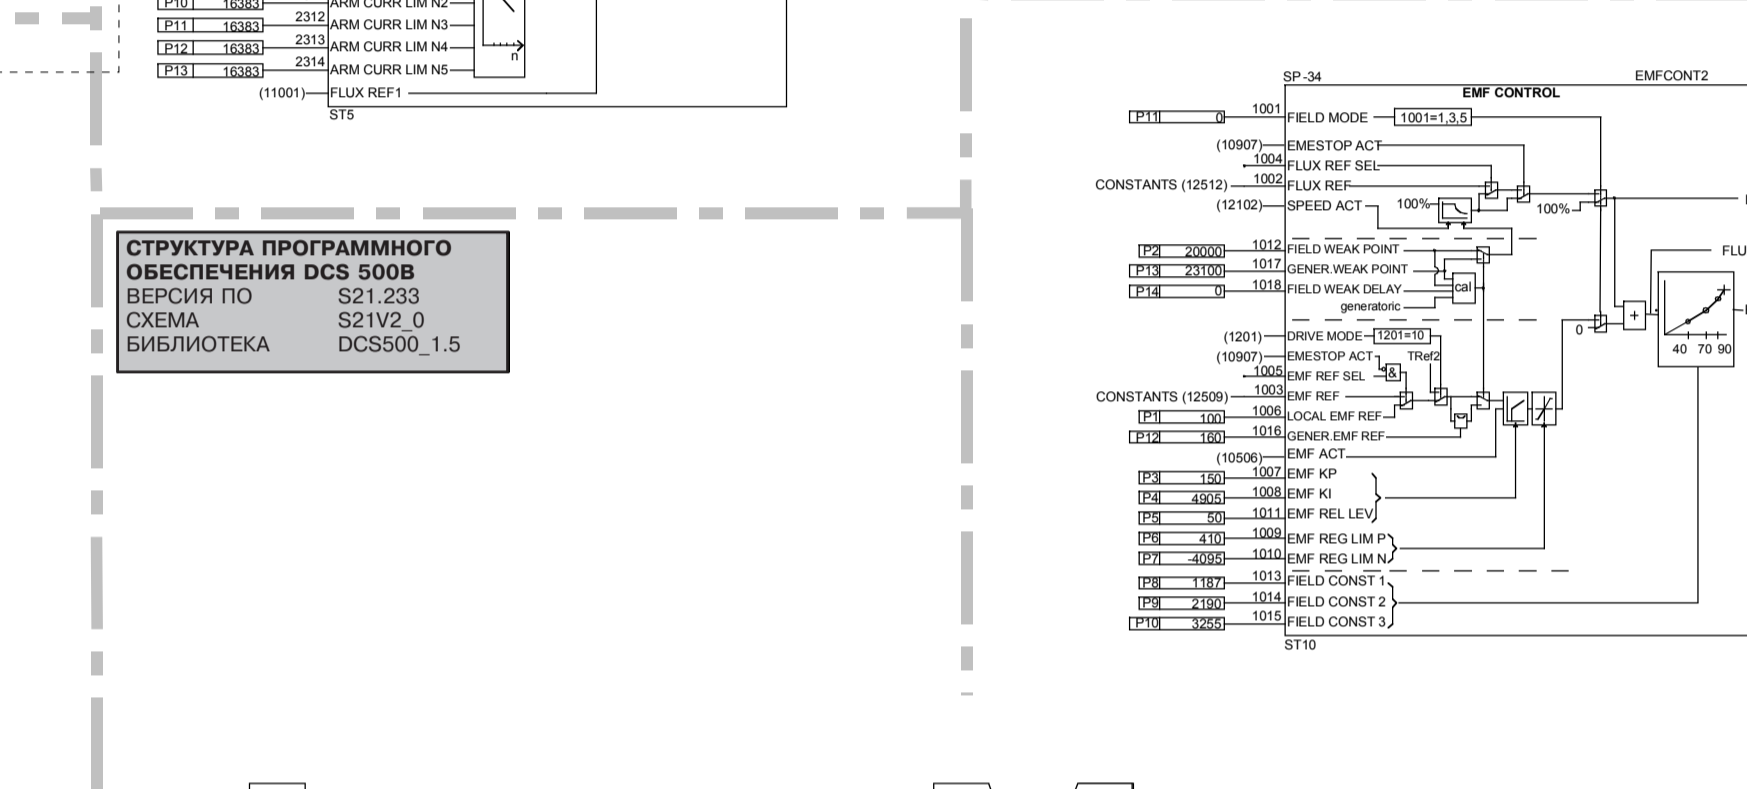 P10 16383 ARM CURR LIM N2
P11 16383 2312 ARM CURR LIM N3
P12 16383 2313 ARM CURR LIM N4
P13 16383 2314 ARM CURR LIM N5
n
(11001) FLUX REF1
ST5
СТРУКТУРА ПРОГРАММНОГО
ОБЕСПЕЧЕНИЯ DCS 500B
ВЕРСИЯ ПО S21.233
СХЕМА S21V2_0
БИБЛИОТЕКА DCS500_1.5
SP-34 EMFCONT2
EMF CONTROL
P11 0 1001 FIELD MODE 1001=1,3,5
(10907) EMESTOP ACT
1004 FLUX REF SEL
CONSTANTS (12512) 1002 FLUX REF
(12102) SPEED ACT 100% 100%
P2 20000 1012 FIELD WEAK POINT FLU
P13 23100 1017 GENER.WEAK POINT
P14 0 1018 FIELD WEAK DELAY cal
generatoric
+
0
(1201) DRIVE MODE 1201=10
40 70 90
(10907) EMESTOP ACT TRef2
1005 EMF REF SEL &
CONSTANTS (12509) 1003 EMF REF
P1 100 1006 LOCAL EMF REF
P12 160 1016 GENER.EMF REF
(10506) EMF ACT
P3 150 1007 EMF KP
P4 4905 1008 EMF KI
P5 50 1011 EMF REL LEV
P6 410 1009 EMF REG LIM P
P7 -4095 1010 EMF REG LIM N
P8 1187 1013 FIELD CONST 1
P9 2190 1014 FIELD CONST 2
P10 3255 1015 FIELD CONST 3
ST10